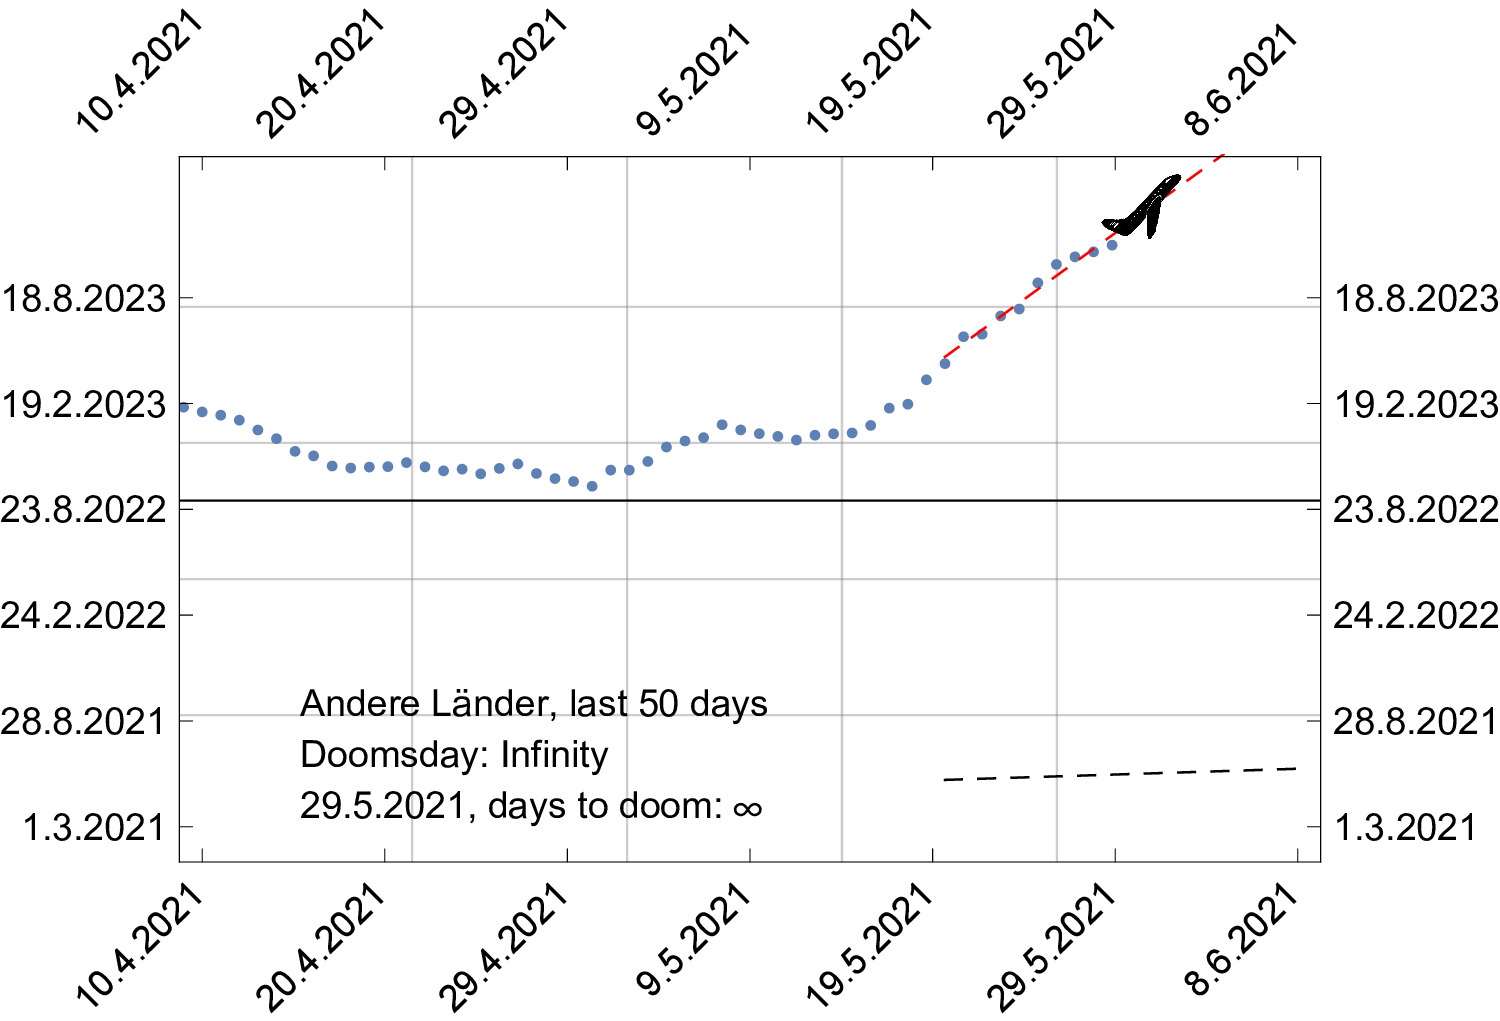 10.4.2021 20.4.2021 29.4.2021 9.5.2021 19.5.2021 29.5.2021 8.6.2021
18.8.2023 18.8.2023
19.2.2023 19.2.2023
23.8.2022 23.8.2022
24.2.2022 24.2.2022
Andere Länder, last 50 days
28.8.2021 28.8.2021
Doomsday: Infinity
29.5.2021, days to doom: ∞
1.3.2021 1.3.2021
10.4.2021 20.4.2021 29.4.2021 9.5.2021 19.5.2021 29.5.2021 8.6.2021